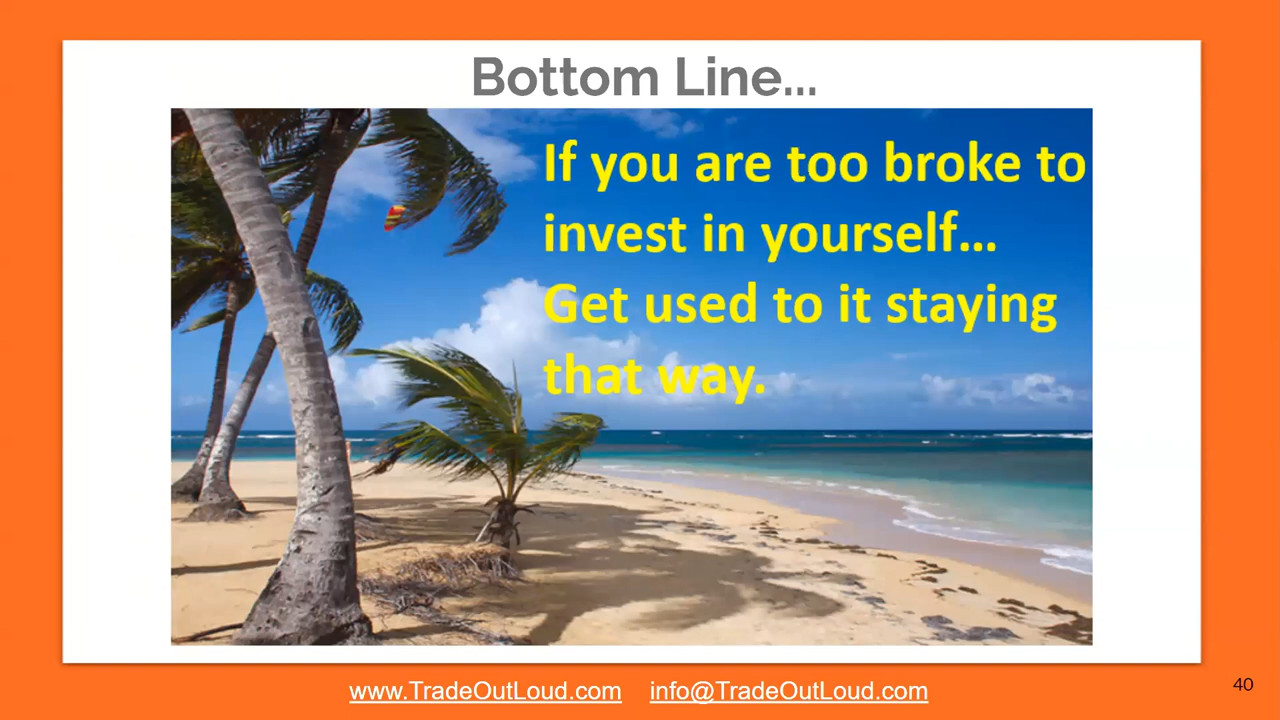 Bottom Line...
If you are too broke to
invest in yourself...
Get used to it staying
that way.
www.TradeOutLoud.com info@TradeOutLoud.com
40